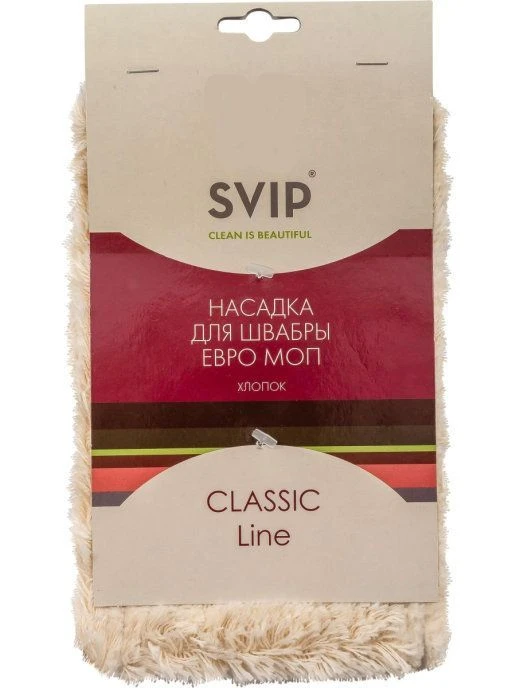 SVIP®
CLEAN IS BEAUTIFUL
НАСАДКА
ДЛЯ ШВАБРЫ
ЕВРО МОП
ХЛОПОК
CLASSIC
Line